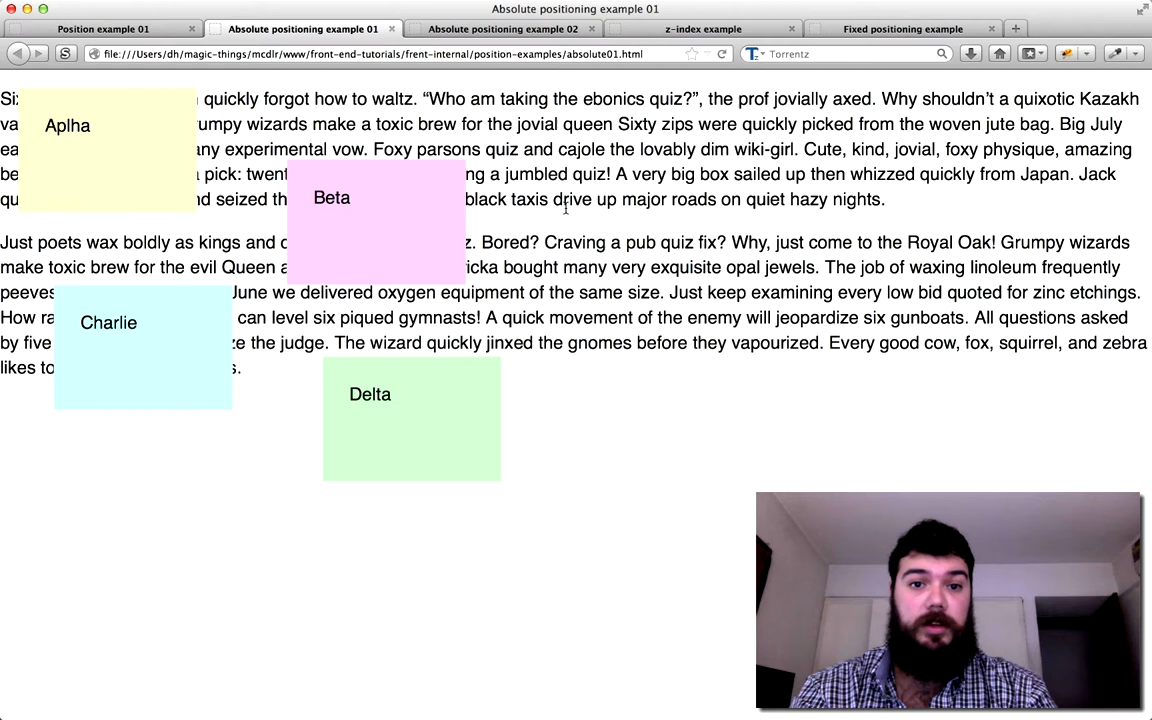 Absolute positioning example 01
Position example 01 × Absolute positioning example 01 × Absolute positioning example 02 × z-index example × Fixed positioning example × +
S file:///Users/dh/magic-things/mcdlr/www/front-end-tutorials/frent-internal/position-examples/absolute01.html T Torrentz
Six quickly forgot how to waltz. “Who am taking the ebonics quiz?”, the prof jovially axed. Why shouldn’t a quixotic Kazakh
Aplha
rumpy wizards make a toxic brew for the jovial queen Sixty zips were quickly picked from the woven jute bag. Big July
any experimental vow. Foxy parsons quiz and cajole the lovably dim wiki-girl. Cute, kind, jovial, foxy physique, amazing
be a pick: twent ng a jumbled quiz! A very big box sailed up then whizzed quickly from Japan. Jack
Beta
qu nd seized th black taxis drive up major roads on quiet hazy nights.
Just poets wax boldly as kings and z. Bored? Craving a pub quiz fix? Why, just come to the Royal Oak! Grumpy wizards
make toxic brew for the evil Queen a icka bought many very exquisite opal jewels. The job of waxing linoleum frequently
peeves June we delivered oxygen equipment of the same size. Just keep examining every low bid quoted for zinc etchings.
How ra can level six piqued gymnasts! A quick movement of the enemy will jeopardize six gunboats. All questions asked
Charlie
by five ze the judge. The wizard quickly jinxed the gnomes before they vapourized. Every good cow, fox, squirrel, and zebra
likes to s.
Delta